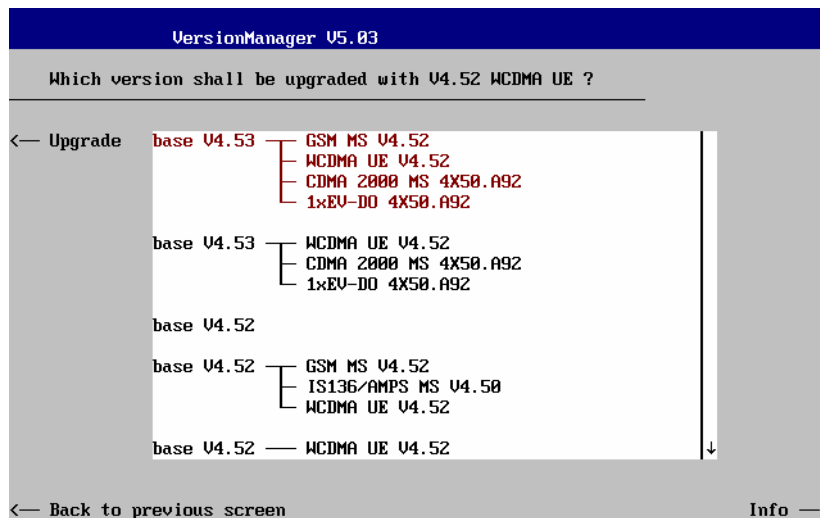 VersionManager V5.03
Which version shall be upgraded with V4.52 WCDMA UE ?
<— Upgrade
base V4.53 GSM MS V4.52
WCDMA UE V4.52
CDMA 2000 MS 4X50.A92
1xEV-DO 4X50.A92
base V4.53 WCDMA UE V4.52
CDMA 2000 MS 4X50.A92
1xEV-DO 4X50.A92
base V4.52
base V4.52 GSM MS V4.52
IS136/AMPS MS V4.50
WCDMA UE V4.52
base V4.52 WCDMA UE V4.52
<— Back to previous screen
Info —